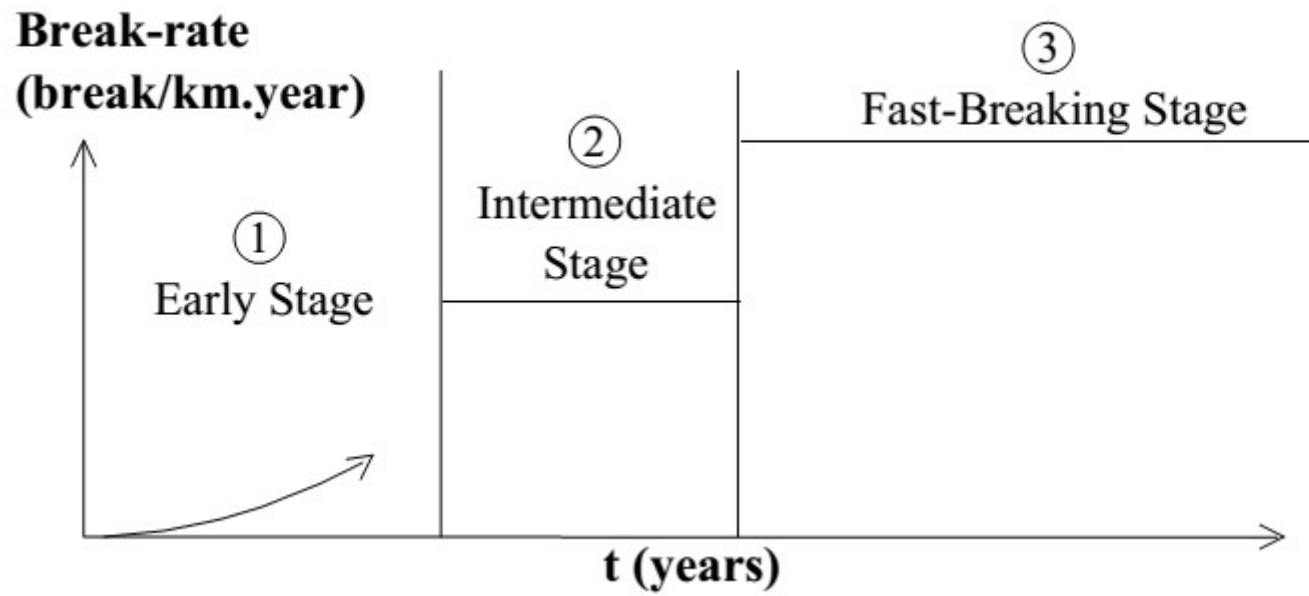 Break-rate
(break/km.year)
①
Early Stage
②
Intermediate
Stage
③
Fast-Breaking Stage
t (years)